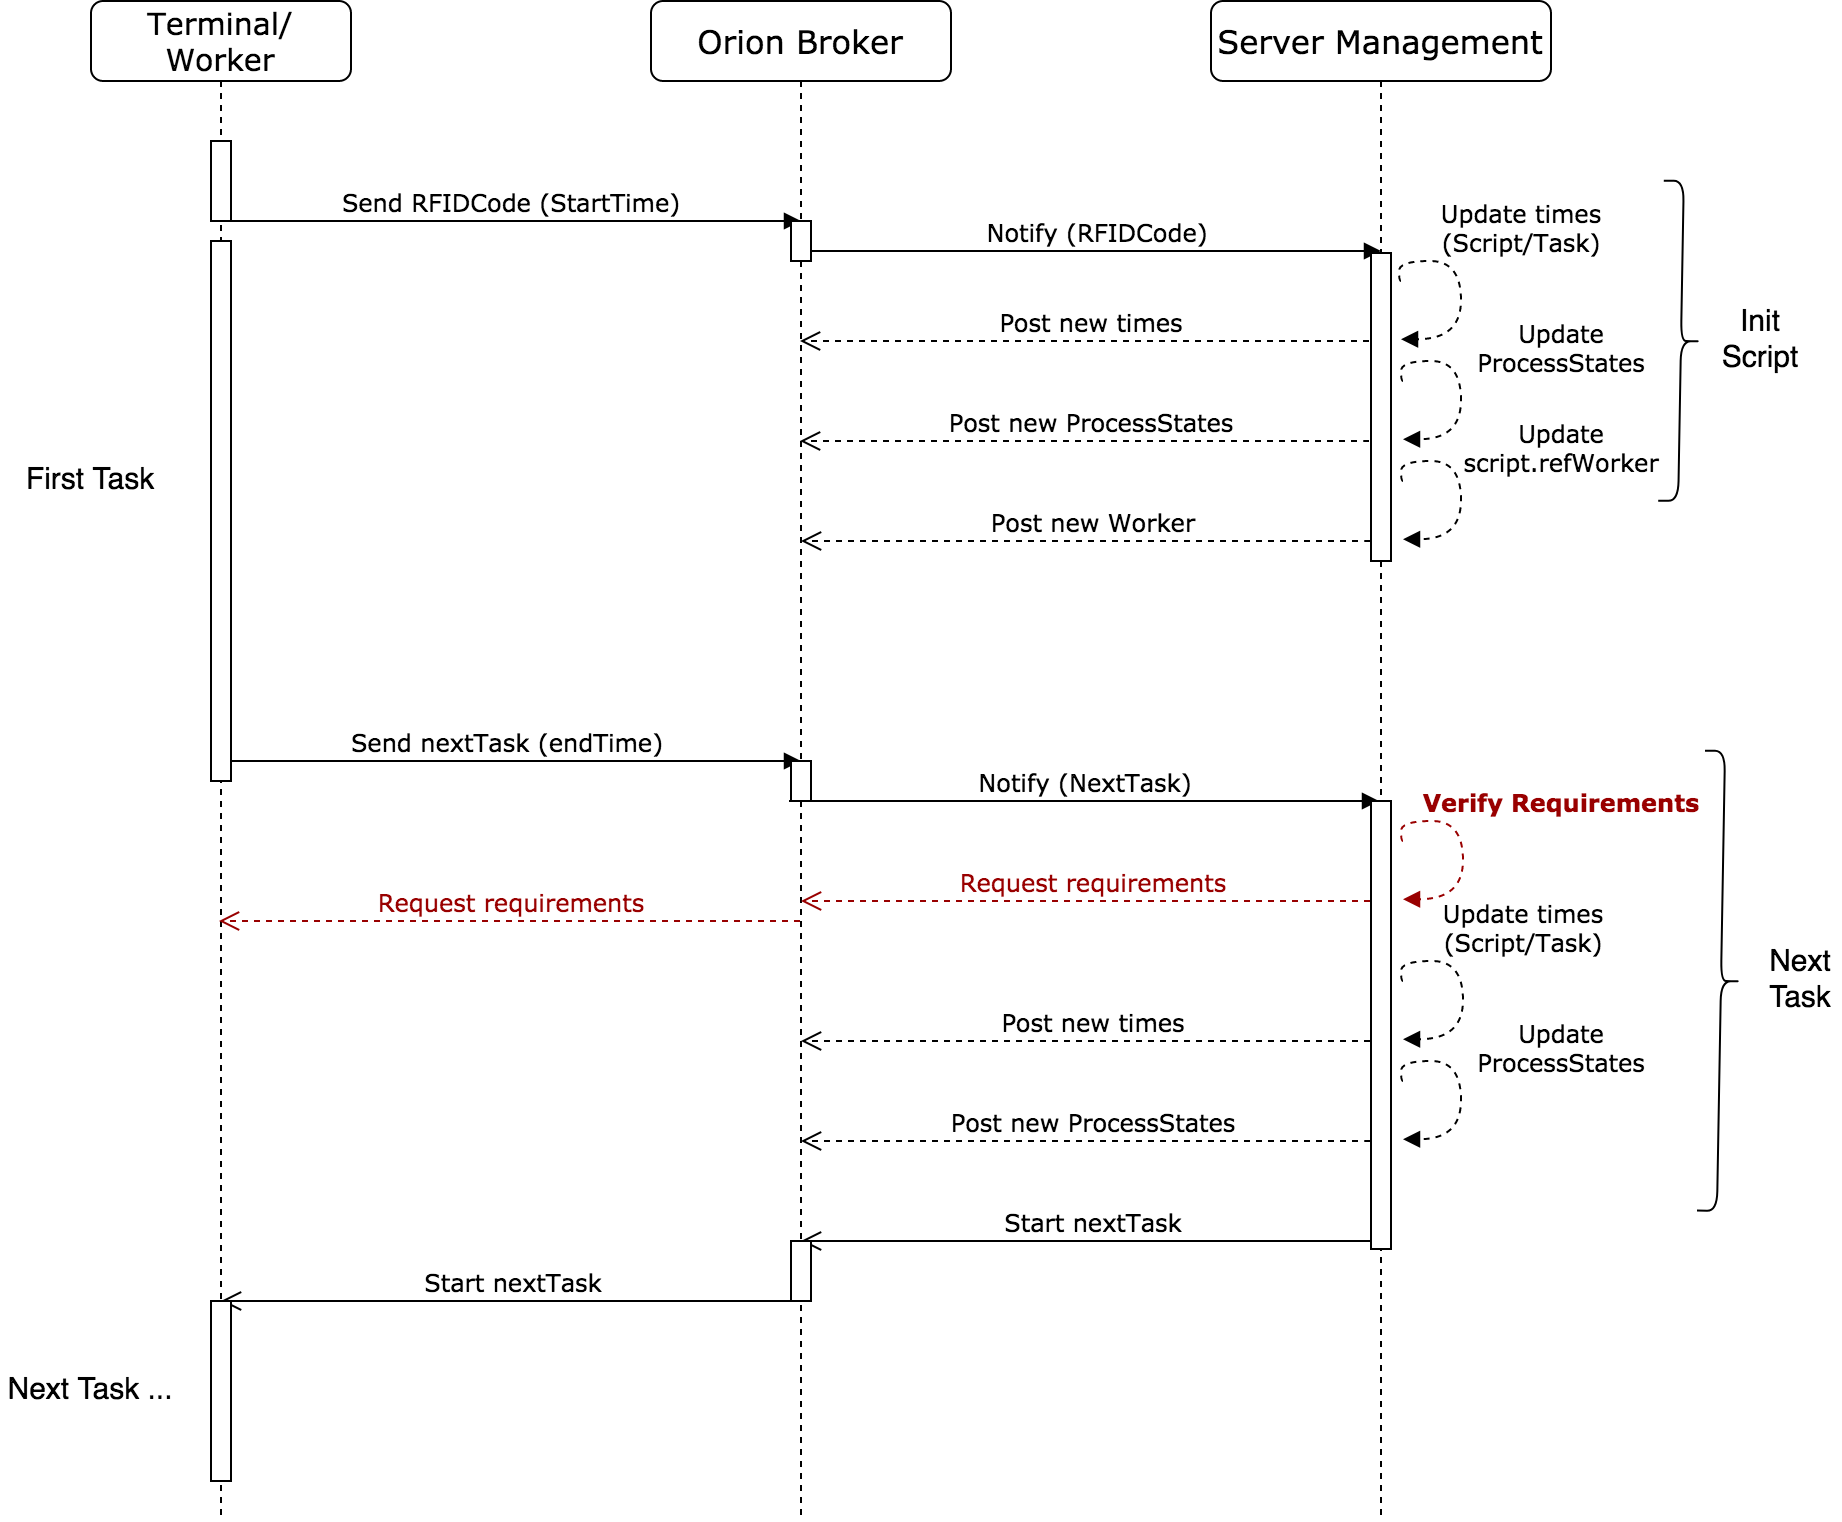 Terminal/
Worker
Orion Broker
Server Management
Send RFIDCode (StartTime)
Notify (RFIDCode)
Update times
(Script/Task)
Post new times
Update
ProcessStates
Init
Script
Post new ProcessStates
Update
script.refWorker
First Task
Post new Worker
Send nextTask (endTime)
Notify (NextTask)
Verify Requirements
Request requirements
Request requirements
Update times
(Script/Task)
Next
Task
Post new times
Update
ProcessStates
Post new ProcessStates
Start nextTask
Start nextTask
Next Task ...